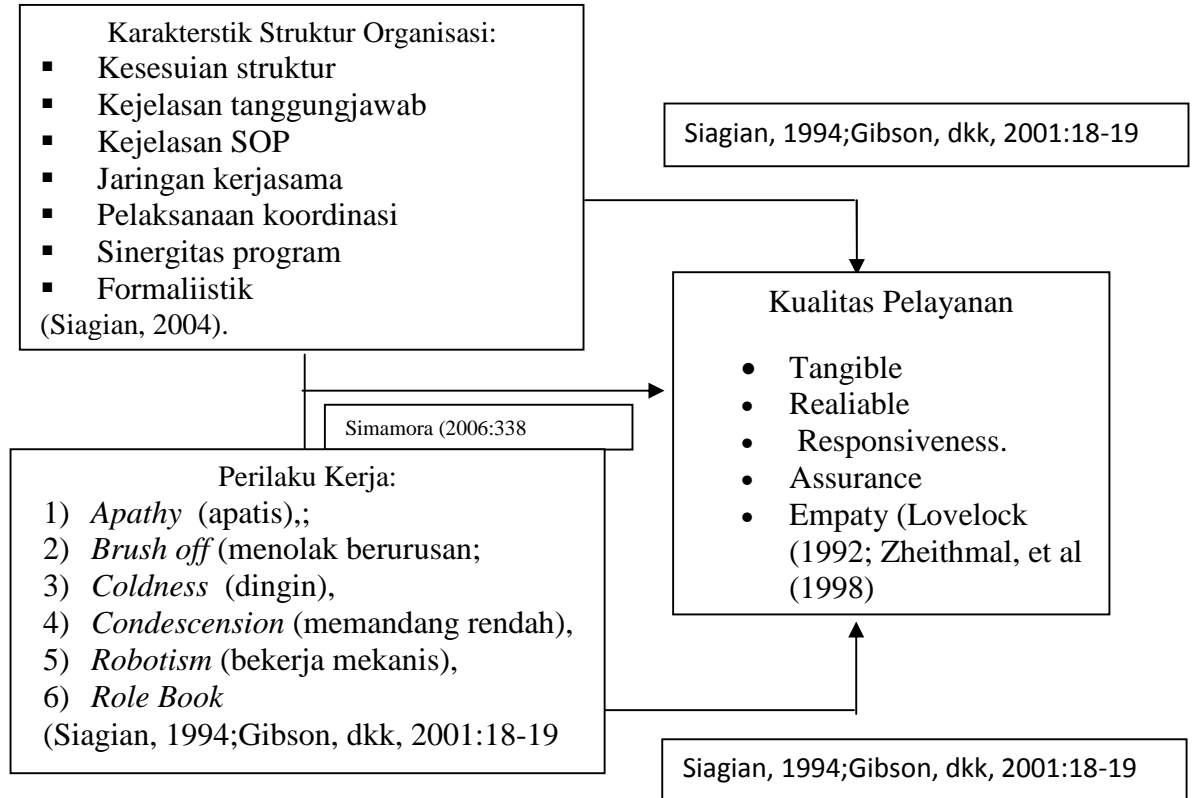 Karakterstik Struktur Organisasi:
▪ Kesesuian struktur
▪ Kejelasan tanggungjawab
▪ Kejelasan SOP
▪ Jaringan kerjasama
▪ Pelaksanaan koordinasi
▪ Sinergitas program
▪ Formaliistik
(Siagian, 2004).
Siagian, 1994;Gibson, dkk, 2001:18-19
Kualitas Pelayanan
• Tangible
• Realiable
• Responsiveness.
• Assurance
• Empaty (Lovelock
(1992; Zheithmal, et al
(1998)
Simamora (2006:338
Perilaku Kerja:
1) Apathy (apatis),;
2) Brush off (menolak berurusan;
3) Coldness (dingin),
4) Condescension (memandang rendah),
5) Robotism (bekerja mekanis),
6) Role Book
(Siagian, 1994;Gibson, dkk, 2001:18-19
Siagian, 1994;Gibson, dkk, 2001:18-19